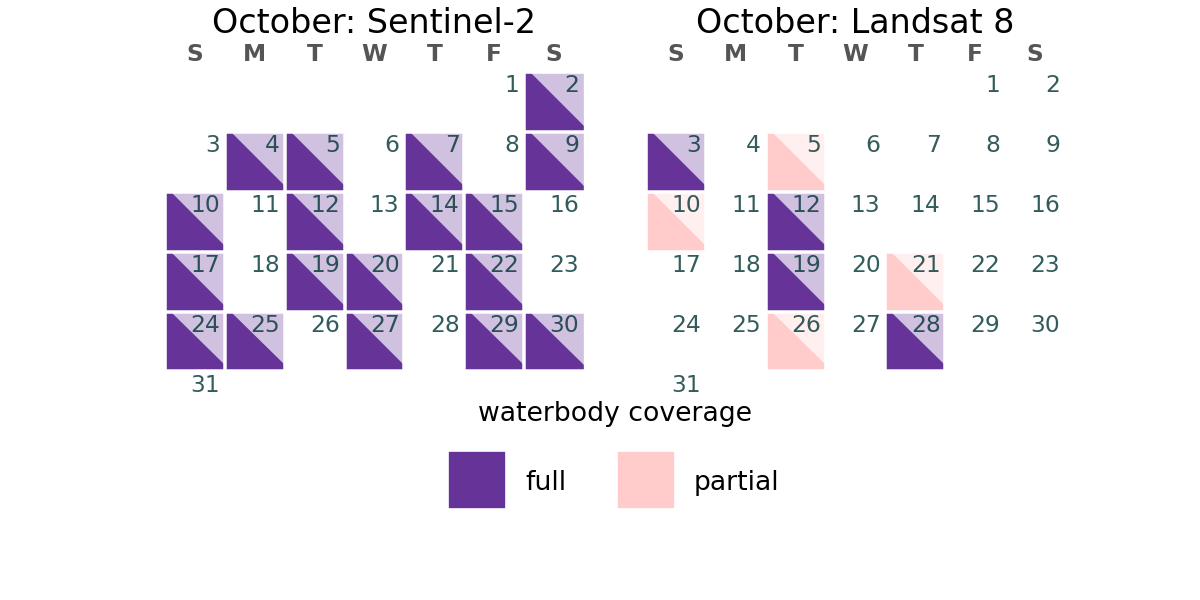 October: Sentinel-2
S M T W T F S
1 2
3 4 5 6 7 8 9
10 11 12 13 14 15 16
17 18 19 20 21 22 23
24 25 26 27 28 29 30
31
October: Landsat 8
S M T W T F S
1 2
3 4 5 6 7 8 9
10 11 12 13 14 15 16
17 18 19 20 21 22 23
24 25 26 27 28 29 30
31
waterbody coverage
full partial